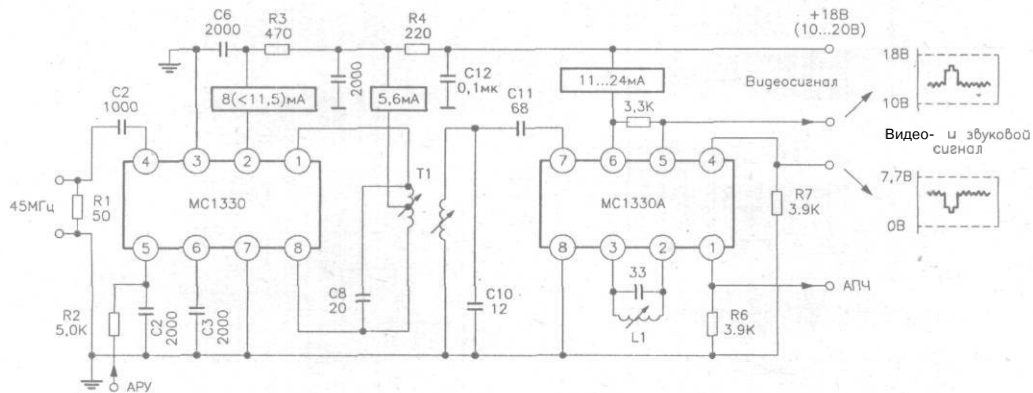 C6
2000
R3
470
R4
220
+18В
(10...20В)
18В
10В
C2
1000
2000
C12
0,1мк
11...24мА
Видеосигнал
8(<11,5)мА
5,6мА
C11
68
3,3К
Видео- и звуковой
сигнал
4
3
2
1
T1
7
6
5
4
7,7В
0В
45МГц
R1
50
MC1330
MC1330A
R7
3.9К
5
6
7
8
8
3
2
1
R2
5,0К
C2
2000
C3
2000
C8
20
C10
12
33
L1
АПЧ
R6
3.9К
АРУ